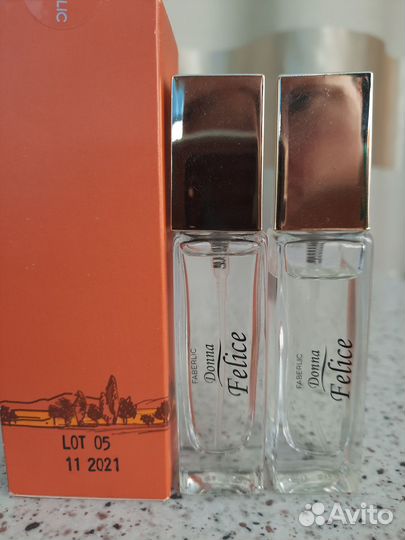 LIC
LOT 05
11 2021
FABERLIC
Donna
Felice
FABERLIC
Donna
Felice
Avito